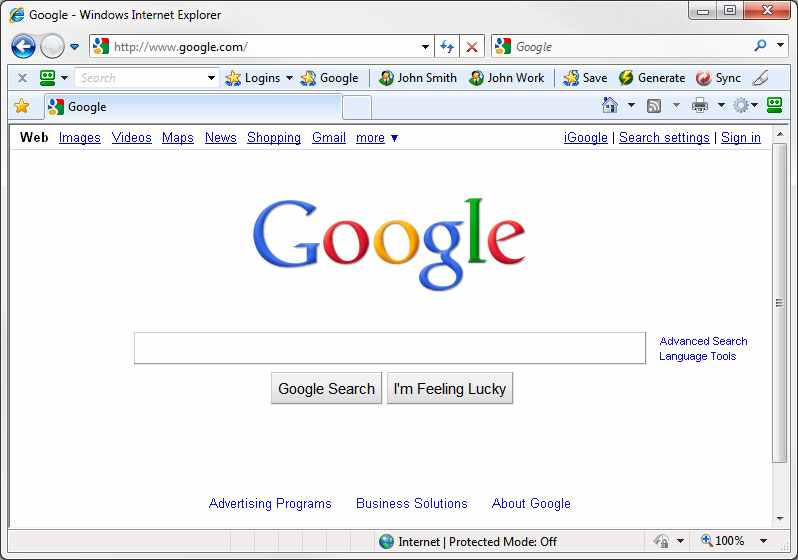 Google - Windows Internet Explorer
http://www.google.com/ Google
Search Logins Google John Smith John Work Save Generate Sync
Google
Web Images Videos Maps News Shopping Gmail more ▼ iGoogle | Search settings | Sign in
Google
Advanced Search
Language Tools
Google Search I'm Feeling Lucky
Advertising Programs Business Solutions About Google
Internet | Protected Mode: Off 100%